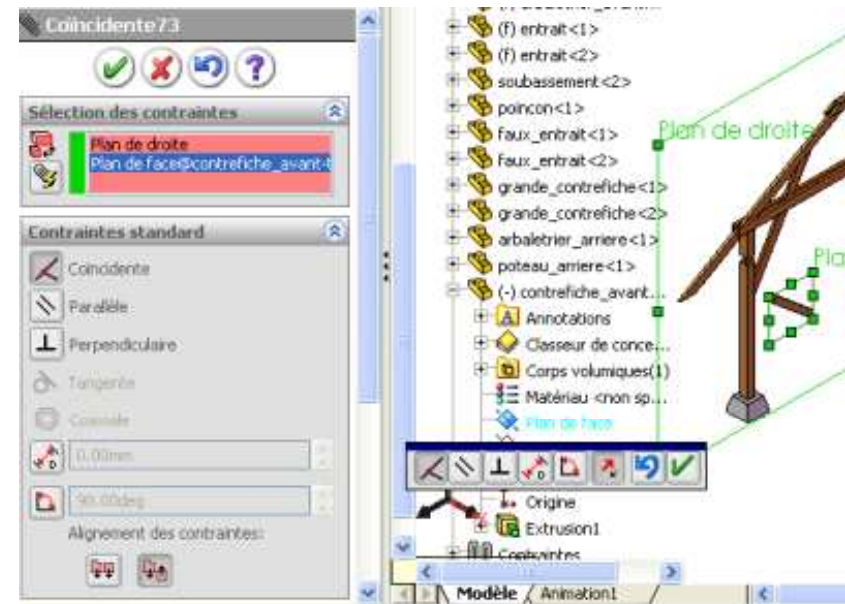 Coïncidente73
Sélection des contraintes
Plan de droite
Plan de face@contrefiche_avant-t
Contraintes standard
Coïncidente
Parallèle
Perpendiculaire
Tangente
Coaxiale
0.00mm
90.00deg
Alignement des contraintes:
(f) entrait<1>
(f) entrait<2>
soubassement<2>
poincon<1>
faux_entrait<1>
faux_entrait<2>
grande_contrefiche<1>
grande_contrefiche<2>
arbaletrier_arriere<1>
poteau_arriere<1>
(-) contrefiche_avant...
Annotations
Classeur de conce...
Corps volumiques(1)
Matériau <non sp...
Plan de face
Origine
Extrusion1
Contraintes
Modèle
Animation1
Plan de droite
Pla